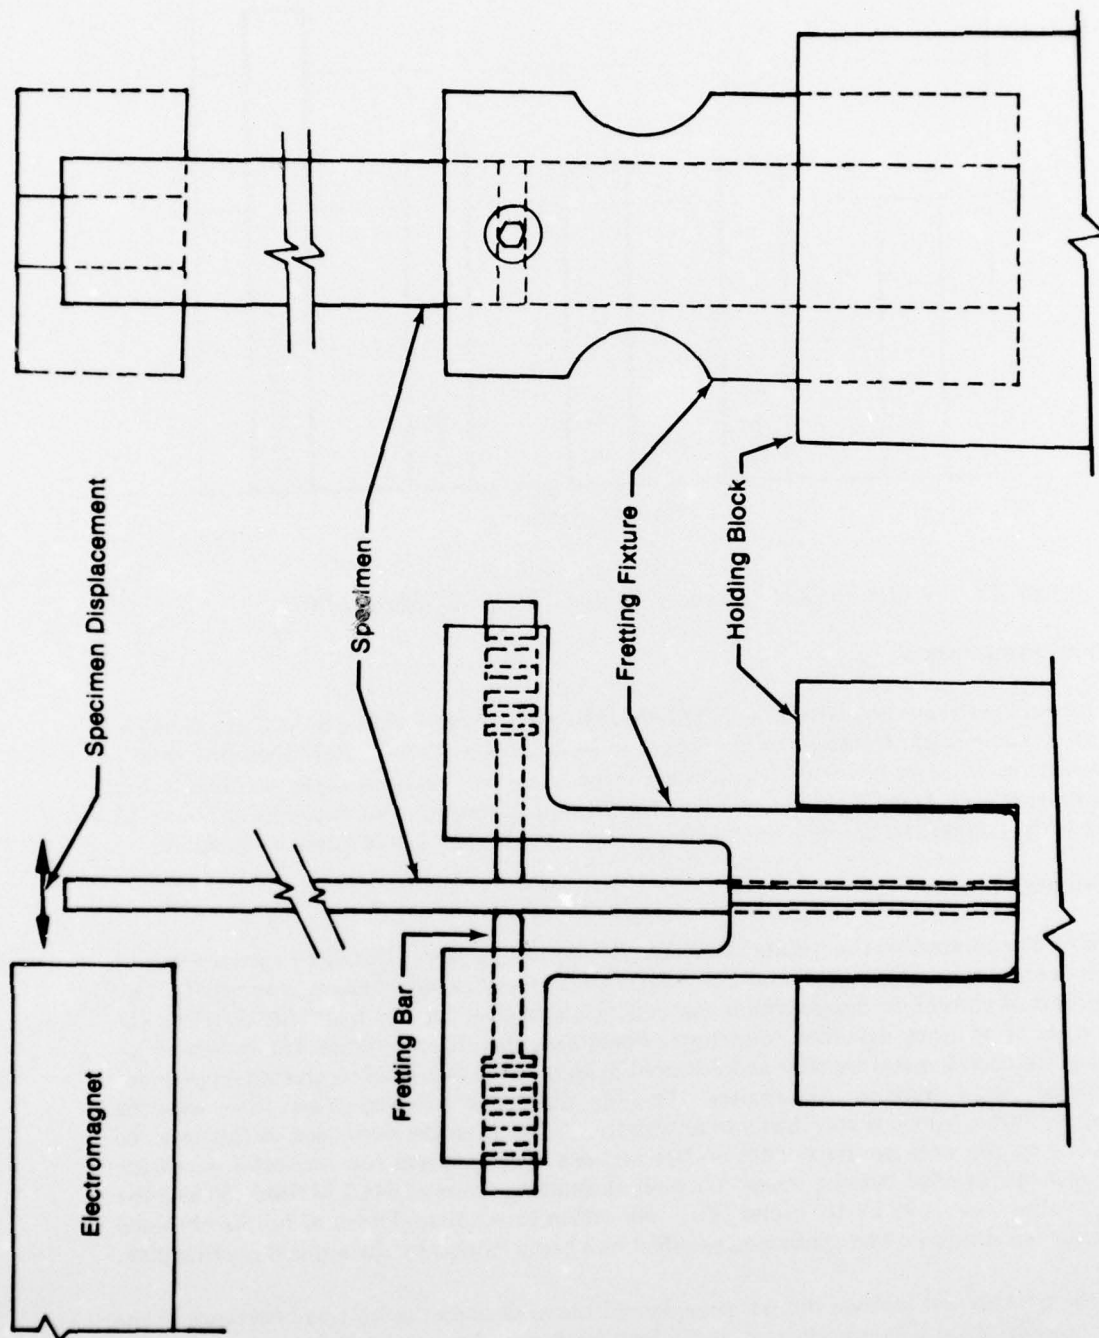 Specimen Displacement
Electromagnet
Specimen
Fretting Bar
Fretting Fixture
Holding Block